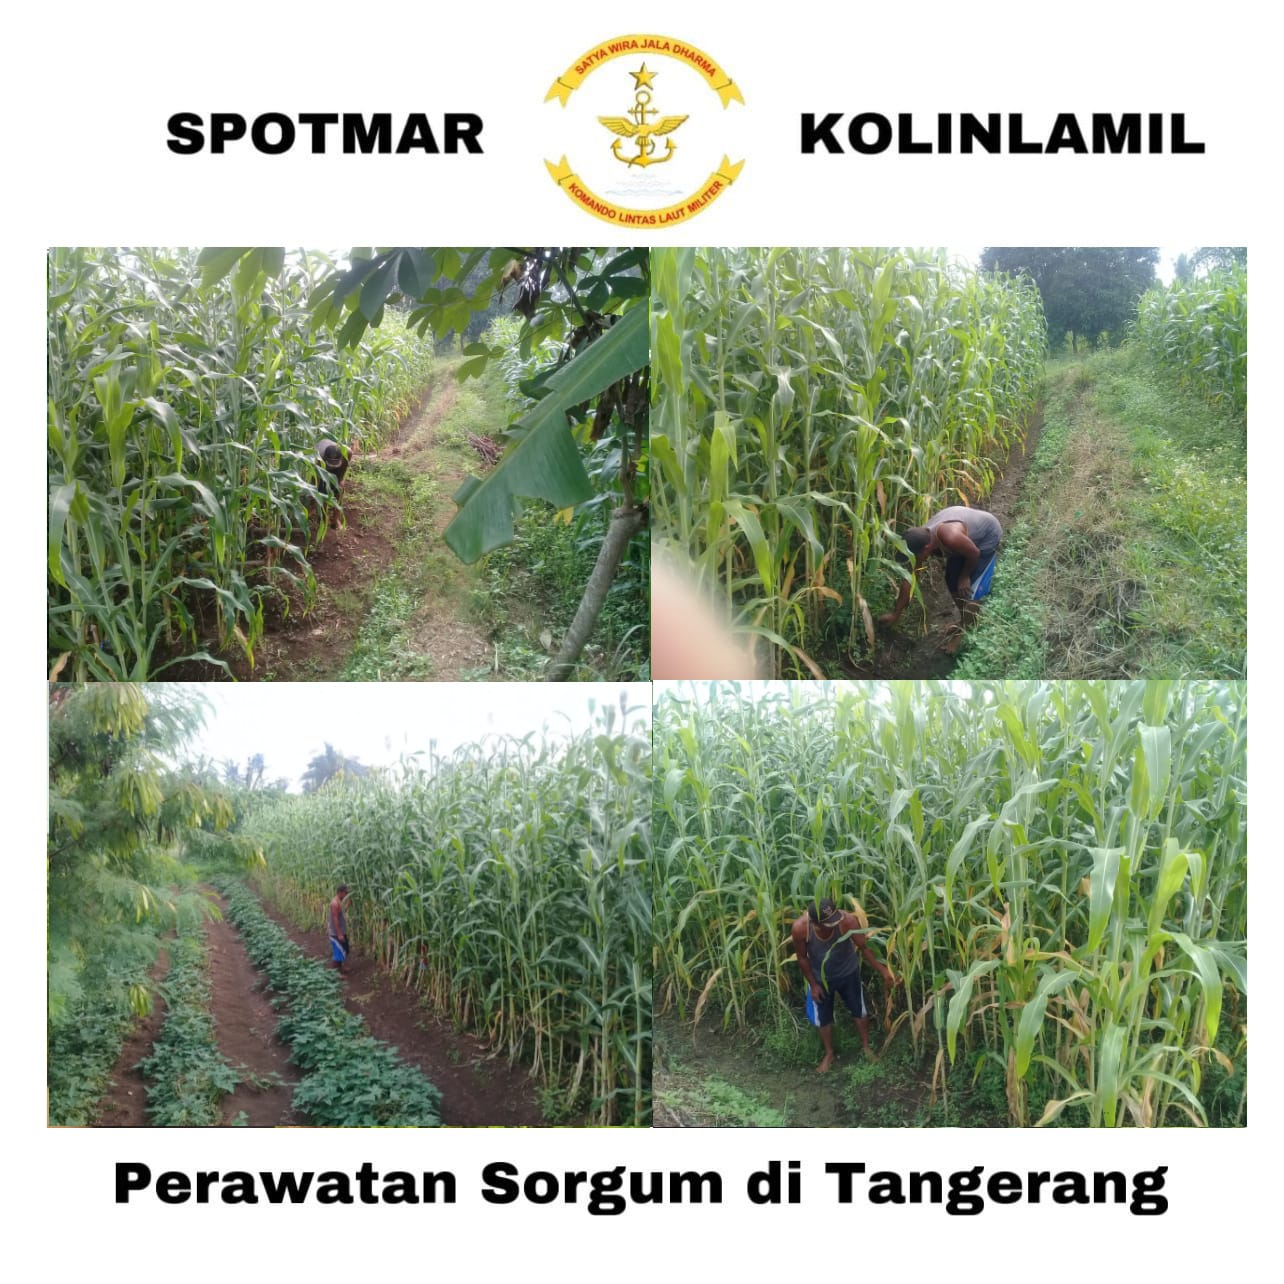 SATYA WIRA JALA DHARMA
SPOTMAR
KOLINLAMIL
KOMANDO LINTAS LAUT MILITER
Perawatan Sorgum di Tangerang